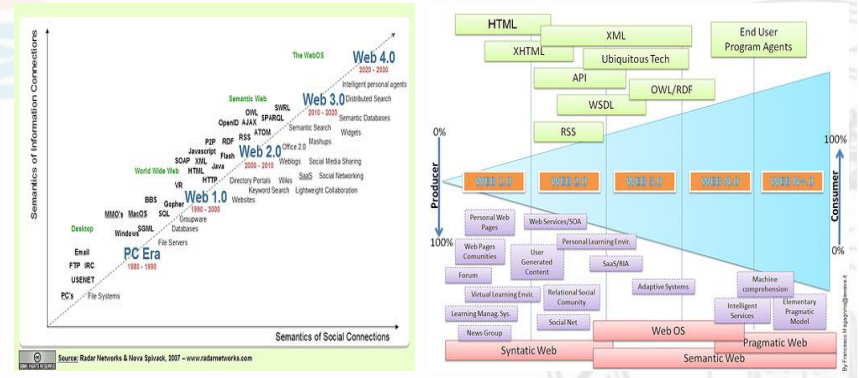 Semantics of Information Connections
The WebOS
Web 4.0
2020 - 2030
Intelligent personal agents
Semantic Web
SWRL
Web 3.0
2010 - 2020
Distributed Search
OWL
SPARQL
OpenID AJAX
Semantic Databases
ATOM
Semantic Search
Widgets
P2P RDF RSS
Office 2.0
Mashups
Javascript
Flash
Web 2.0
2000 - 2010
Weblogs
Social Media Sharing
SOAP XML
Java
World Wide Web
HTML
SaaS
Social Networking
HTTP
Directory Portals
Wikis
VR
Keyword Search
Lightweight Collaboration
BBS
Gopher
Web 1.0
1990 - 2000
Websites
MMO's MacOS
SQL
Groupware
Desktop
SGML
Databases
Windows
File Servers
Email
PC Era
1980 - 1990
FTP IRC
USENET
PC's
File Systems
Semantics of Social Connections
Source: Radar Networks & Nova Spivack, 2007 – www.radarnetworks.com
HTML
XML
End User
Program Agents
XHTML
Ubiquitous Tech
API
OWL/RDF
WSDL
RSS
0%
100%
Producer
Consumer
WEB 1.0
WEB 2.0
WEB 3.0
WEB N.0
WEB N+.0
100%
0%
Personal Web
Pages
Web Services/SOA
Web Pages
Comunities
User
Generated
Content
Personal Learning Envir.
SaaS/RIA
Forum
Machine
comprehension
Virtual Learning Envir.
Relational Social
Comunity
Adaptive Systems
Intelligent
Services
Elementary
Pragmatic
Model
Learning Manag. Sys.
Social Net
News Group
Web OS
Pragmatic Web
Syntatic Web
Semantic Web